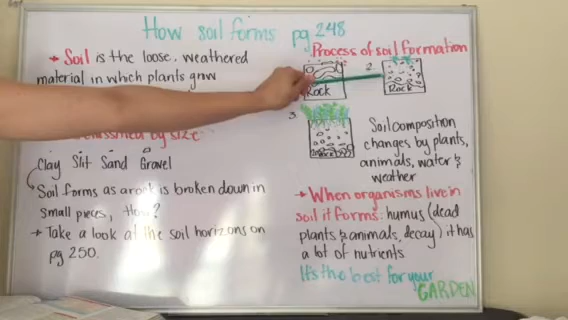 How soil forms pg 248
→ Soil is the loose, weathered
material in which plants grow
classified by size
Clay Silt Sand Gravel
Soil forms as a rock is broken down in
small pieces, How?
→ Take a look at the soil horizons on
pg 250.
Process of soil formation
2.
Rock
Rock
3.
Soil composition
changes by plants,
animals, water &
weather
→ When organisms live in
soil it forms: humus (dead
plants & animals, decay) it has
a lot of nutrients
It's the best for your
GARDEN